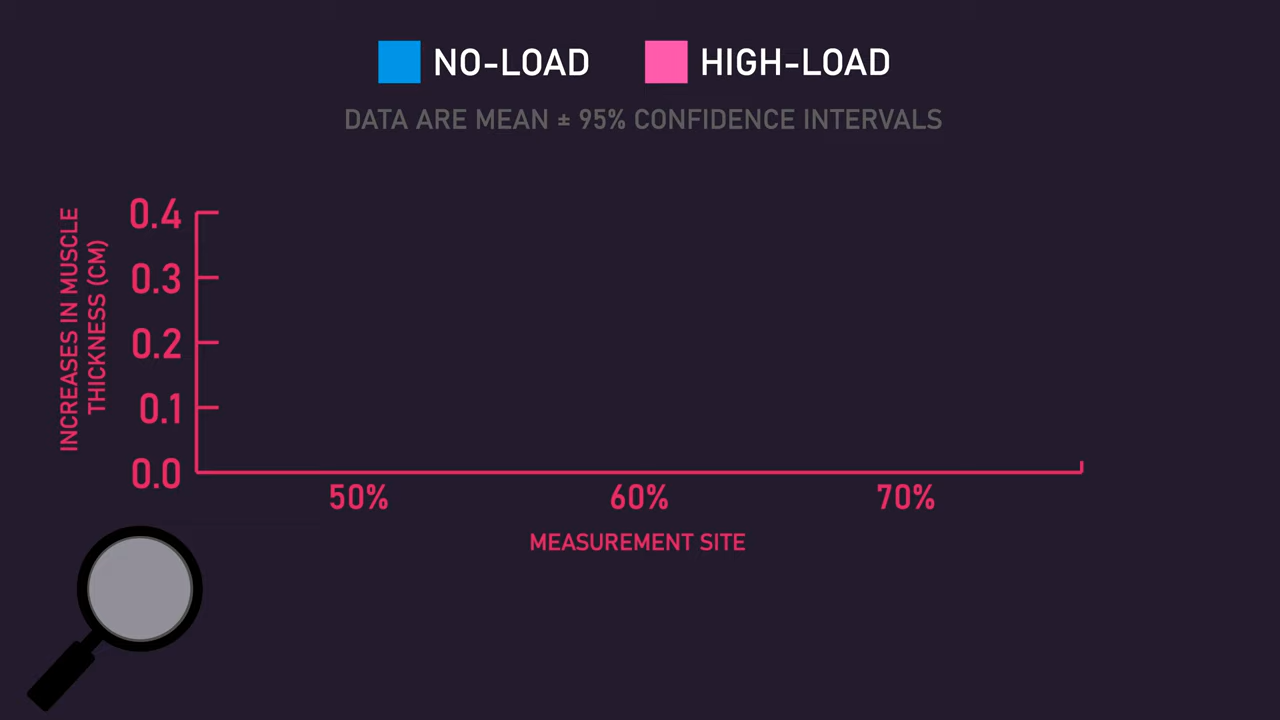 NO-LOAD HIGH-LOAD
DATA ARE MEAN ± 95% CONFIDENCE INTERVALS
INCREASES IN MUSCLE
THICKNESS (CM)
0.4
0.3
0.2
0.1
0.0
50% 60% 70%
MEASUREMENT SITE